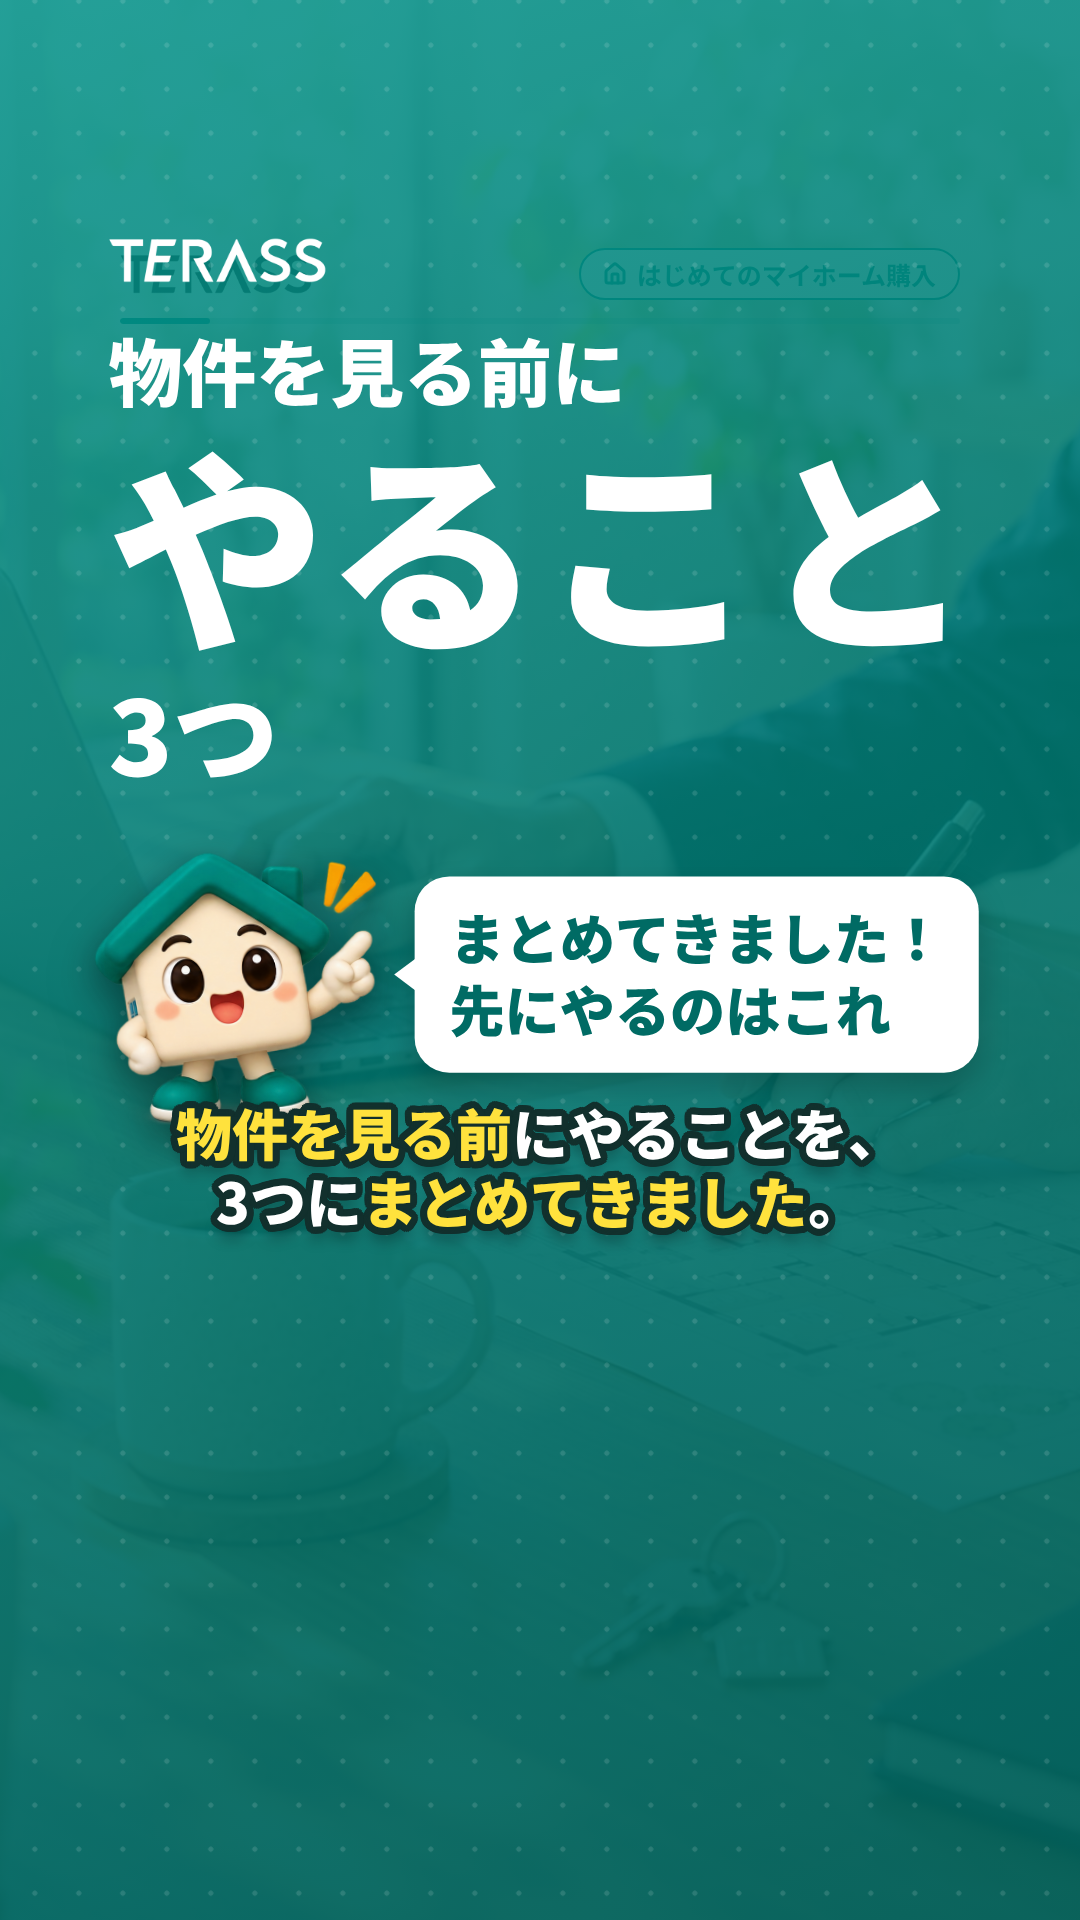 TERASS
TERASS
はじめてのマイホーム購入
物件を見る前に
やること
3つ
まとめてきました！
先にやるのはこれ
物件を見る前にやることを、
3つにまとめてきました。